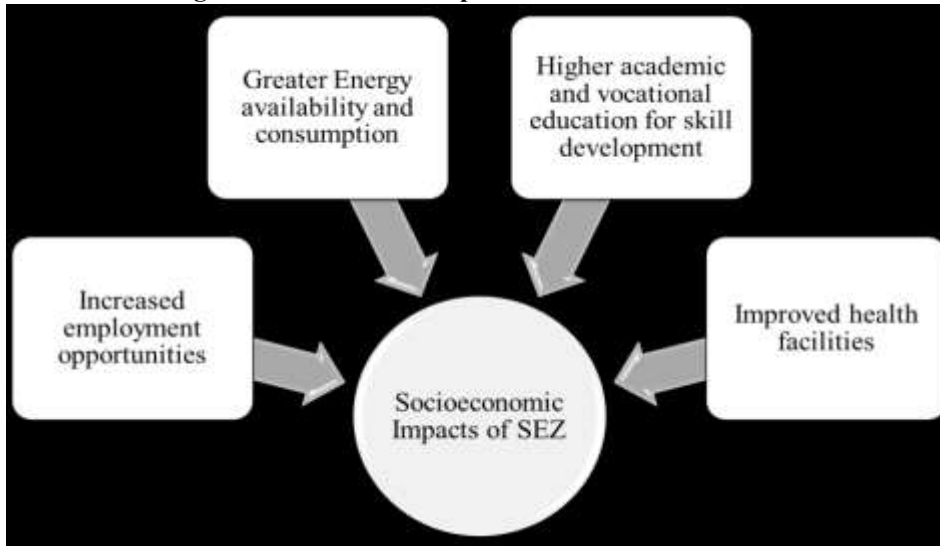 Greater Energy
availability and
consumption
Higher academic
and vocational
education for skill
development
Increased
employment
opportunities
Improved health
facilities
Socioeconomic
Impacts of SEZ